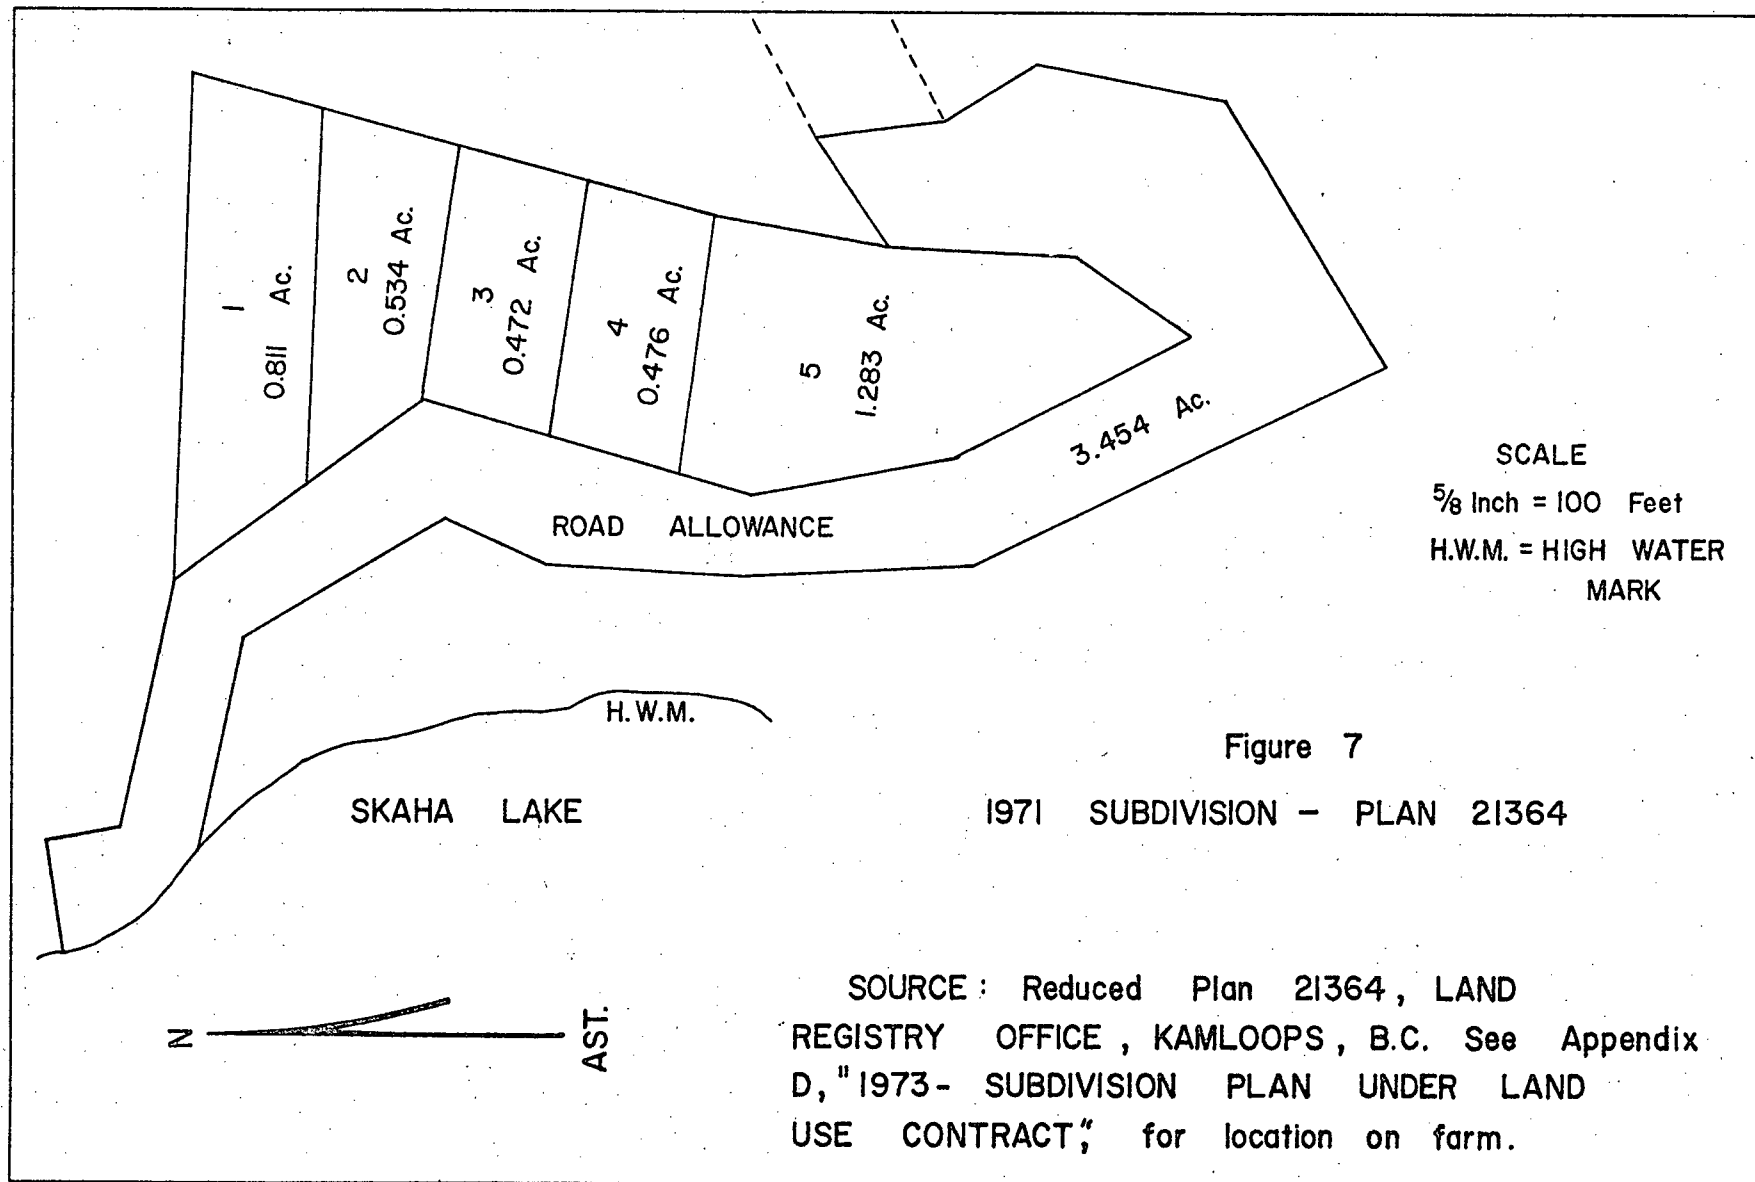 1
0.811 Ac.
2
0.534 Ac.
3
0.472 Ac.
4
0.476 Ac.
5
1.283 Ac.
3.454 Ac.
ROAD ALLOWANCE
SCALE
5/8 Inch = 100 Feet
H.W.M. = HIGH WATER
MARK
H.W.M.
SKAHA LAKE
Figure 7
1971 SUBDIVISION - PLAN 21364
N
AST.
SOURCE: Reduced Plan 21364, LAND
REGISTRY OFFICE, KAMLOOPS, B.C. See Appendix
D, "1973- SUBDIVISION PLAN UNDER LAND
USE CONTRACT," for location on farm.